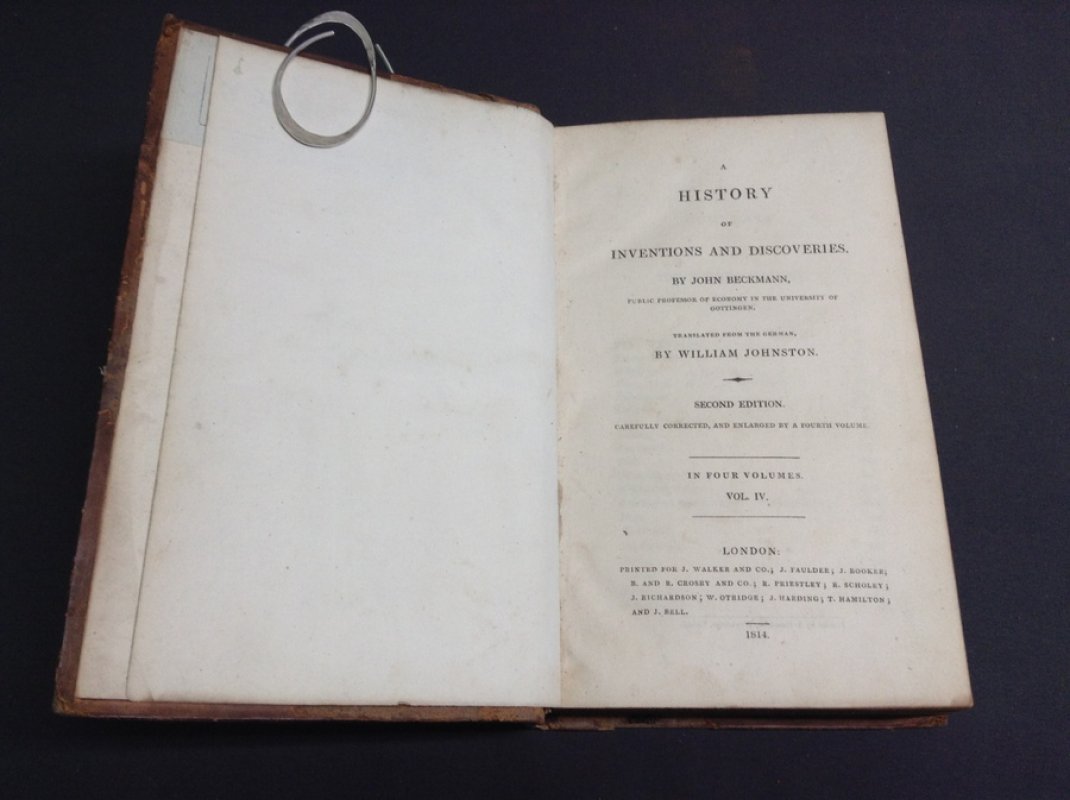 A
HISTORY
OF
INVENTIONS AND DISCOVERIES.
BY JOHN BECKMANN,
PUBLIC PROFESSOR OF ECONOMY IN THE UNIVERSITY OF
GOTTINGEN.
TRANSLATED FROM THE GERMAN,
BY WILLIAM JOHNSTON.
SECOND EDITION.
CAREFULLY CORRECTED, AND ENLARGED BY A FOURTH VOLUME.
IN FOUR VOLUMES.
VOL. IV.
LONDON:
PRINTED FOR J. WALKER AND CO.; J. FAULDER; J. BOOKER;
B. AND R. CROSBY AND CO.; R. PRIESTLEY; R. SCHOLEY;
J. RICHARDSON; W. OTRIDGE; J. HARDING; T. HAMILTON;
AND J. BELL.
1814.